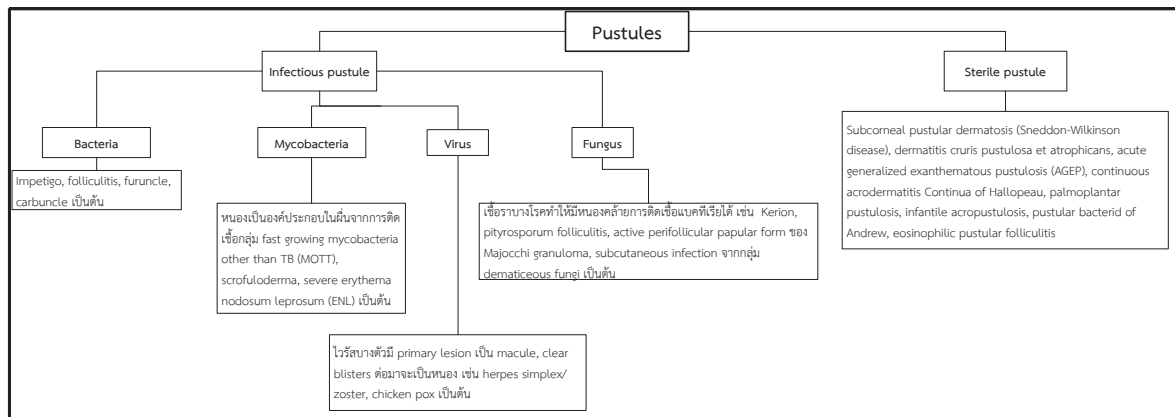 Pustules
Infectious pustule
Sterile pustule
Bacteria
Mycobacteria
Virus
Fungus
Impetigo, folliculitis, furuncle,
carbuncle เป็นต้น
หนองเป็นองค์ประกอบในผื่นจากการติด
เชื้อกลุ่ม fast growing mycobacteria
other than TB (MOTT),
scrofuloderma, severe erythema
nodosum leprosum (ENL) เป็นต้น
ไวรัสบางตัวมี primary lesion เป็น macule, clear
blisters ต่อมาจะเป็นหนอง เช่น herpes simplex/
zoster, chicken pox เป็นต้น
เชื้อราบางโรคทำให้มีหนองคล้ายการติดเชื้อแบคทีเรียได้ เช่น Kerion,
pityrosporum folliculitis, active perifollicular papular form ของ
Majocchi granuloma, subcutaneous infection จากกลุ่ม
dematiceous fungi เป็นต้น
Subcorneal pustular dermatosis (Sneddon-Wilkinson
disease), dermatitis cruris pustulosa et atrophicans, acute
generalized exanthematous pustulosis (AGEP), continuous
acrodermatitis Continua of Hallopeau, palmoplantar
pustulosis, infantile acropustulosis, pustular bacterid of
Andrew, eosinophilic pustular folliculitis